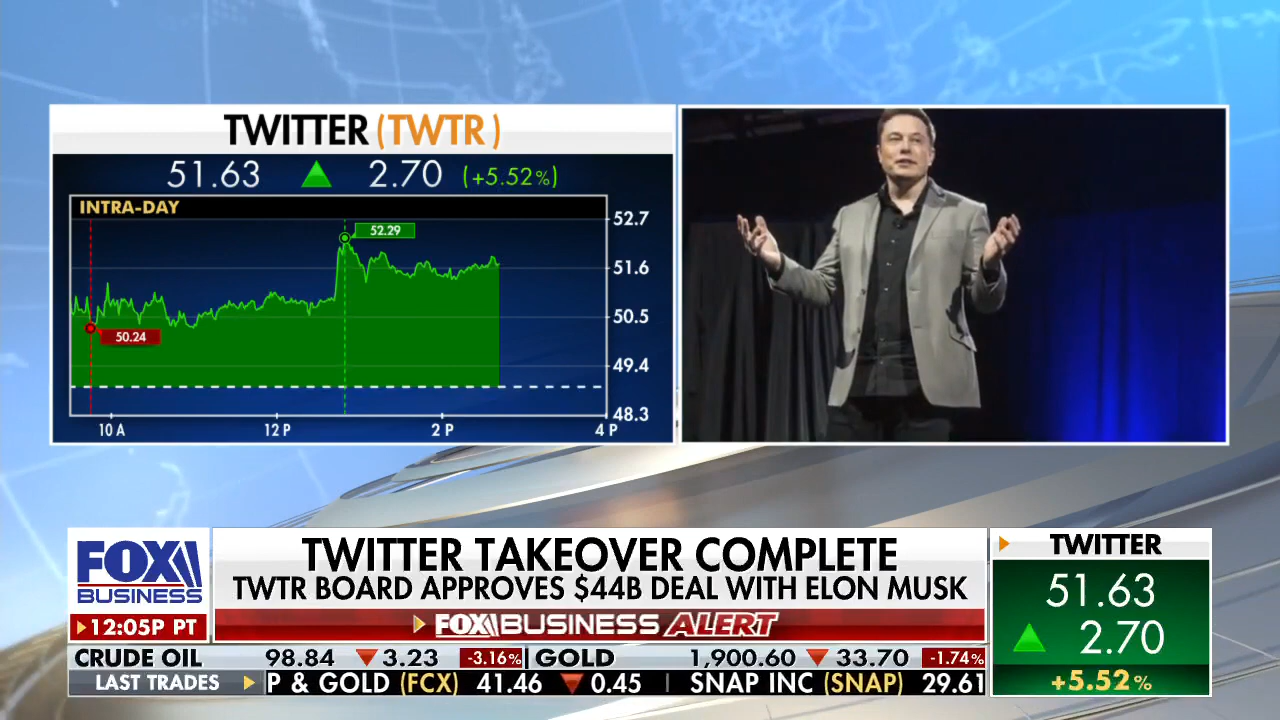 TWITTER (TWTR)
51.63 ▲ 2.70 (+5.52%)
INTRA-DAY
52.7
52.29
51.6
50.5
50.24
49.4
48.3
10 A 12 P 2 P 4 P
FOX BUSINESS
12:05P PT
TWITTER TAKEOVER COMPLETE
TWTR BOARD APPROVES $44B DEAL WITH ELON MUSK
FOX BUSINESS ALERT
TWITTER
51.63
▲ 2.70
+5.52%
CRUDE OIL 98.84 ▼ 3.23 -3.16% GOLD 1,900.60 ▼ 33.70 -1.74%
LAST TRADES P & GOLD (FCX) 41.46 ▼ 0.45 | SNAP INC (SNAP) 29.61